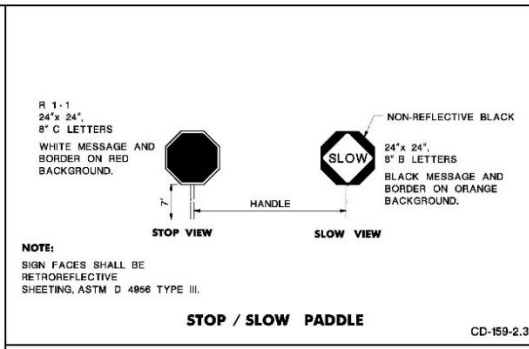 R 1-1
24"x 24",
8" C LETTERS
WHITE MESSAGE AND
BORDER ON RED
BACKGROUND.
NON-REFLECTIVE BLACK
SLOW
24"x 24",
8" B LETTERS
BLACK MESSAGE AND
BORDER ON ORANGE
BACKGROUND.
7'
HANDLE
STOP VIEW
SLOW VIEW
NOTE:
SIGN FACES SHALL BE
RETROREFLECTIVE
SHEETING, ASTM D 4956 TYPE III.
STOP / SLOW PADDLE
CD-159-2.3